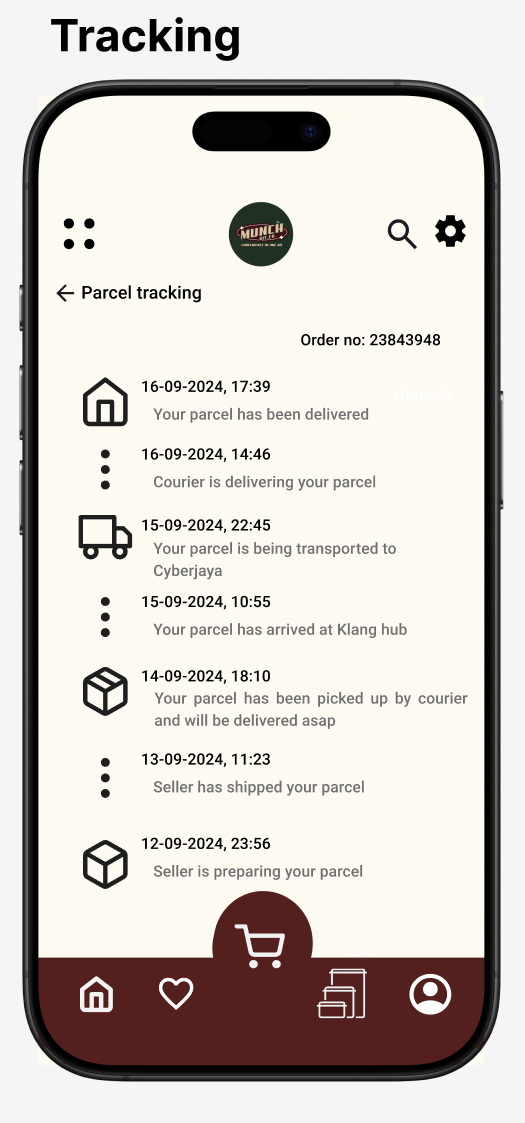 Tracking
MUNCH
KIT.CO
Parcel tracking
Order no: 23843948
16-09-2024, 17:39
Utensils
Your parcel has been delivered
16-09-2024, 14:46
Courier is delivering your parcel
15-09-2024, 22:45
Your parcel is being transported to
Cyberjaya
15-09-2024, 10:55
Your parcel has arrived at Klang hub
14-09-2024, 18:10
Your parcel has been picked up by courier
and will be delivered asap
13-09-2024, 11:23
Seller has shipped your parcel
12-09-2024, 23:56
Seller is preparing your parcel